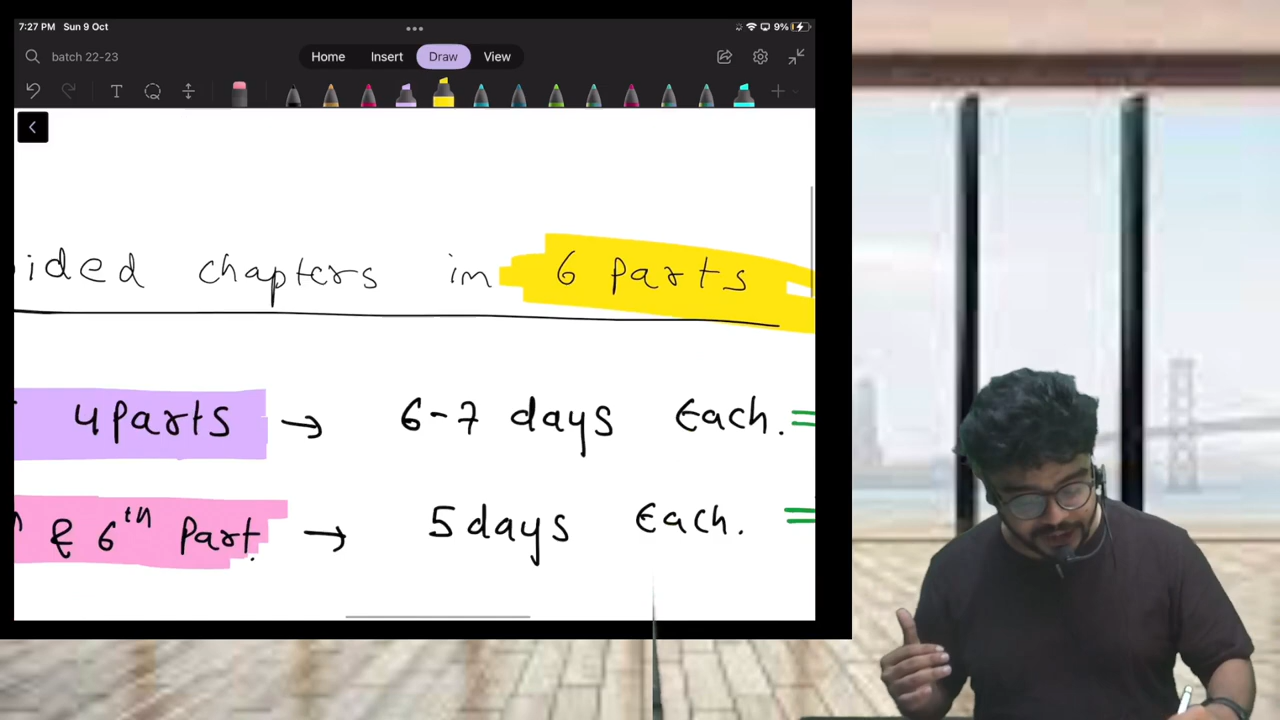 7:27 PM Sun 9 Oct
9%
batch 22-23
Home Insert Draw View
T
ided chapters in 6 Parts
4 Parts → 6-7 days Each. =
& 6th Part. → 5 days Each. =